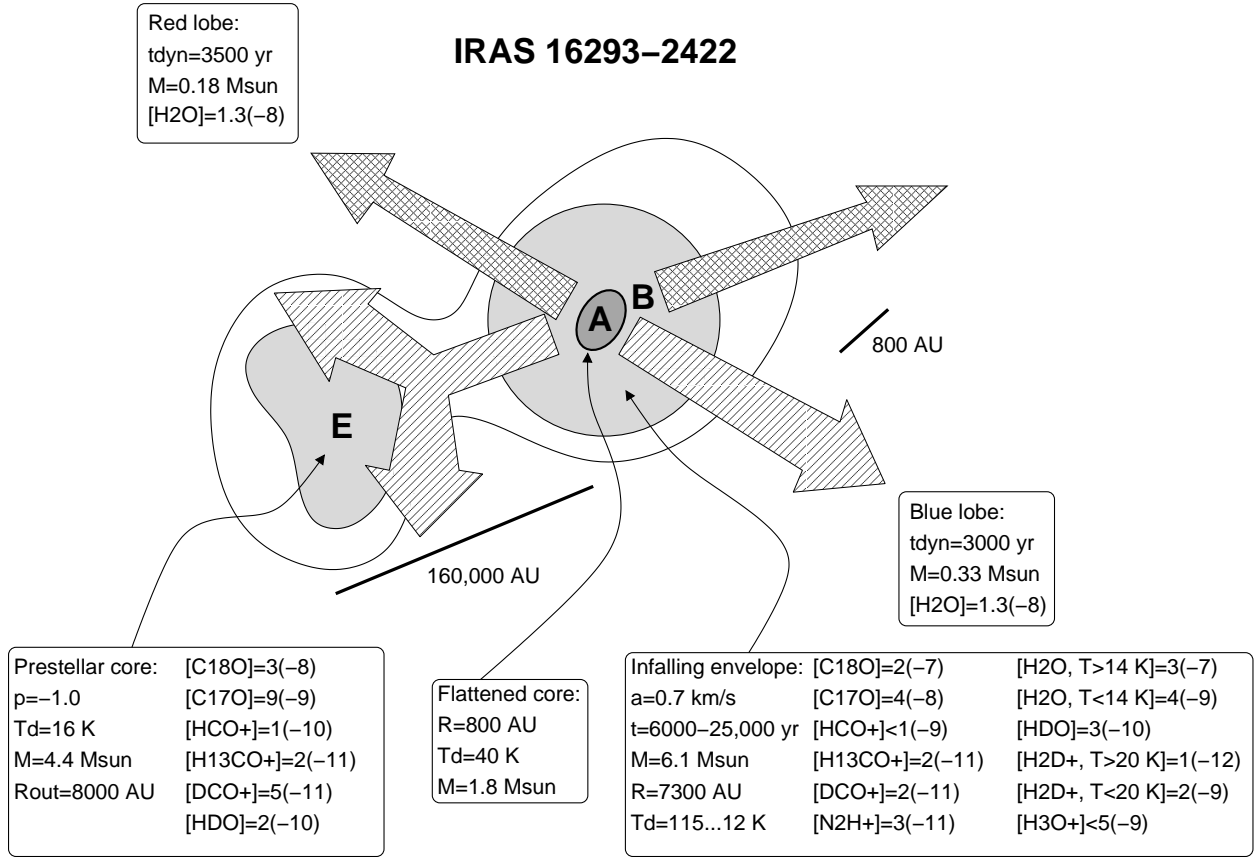 Red lobe:
tdyn=3500 yr
M=0.18 Msun
[H2O]=1.3(−8)
IRAS 16293−2422
A
B
E
800 AU
160,000 AU
Blue lobe:
tdyn=3000 yr
M=0.33 Msun
[H2O]=1.3(−8)
Prestellar core: [C18O]=3(−8)
p=−1.0 [C17O]=9(−9)
Td=16 K [HCO+]=1(−10)
M=4.4 Msun [H13CO+]=2(−11)
Rout=8000 AU [DCO+]=5(−11)
[HDO]=2(−10)
Flattened core:
R=800 AU
Td=40 K
M=1.8 Msun
Infalling envelope: [C18O]=2(−7) [H2O, T>14 K]=3(−7)
a=0.7 km/s [C17O]=4(−8) [H2O, T<14 K]=4(−9)
t=6000−25,000 yr [HCO+]<1(−9) [HDO]=3(−10)
M=6.1 Msun [H13CO+]=2(−11) [H2D+, T>20 K]=1(−12)
R=7300 AU [DCO+]=2(−11) [H2D+, T<20 K]=2(−9)
Td=115...12 K [N2H+]=3(−11) [H3O+]<5(−9)